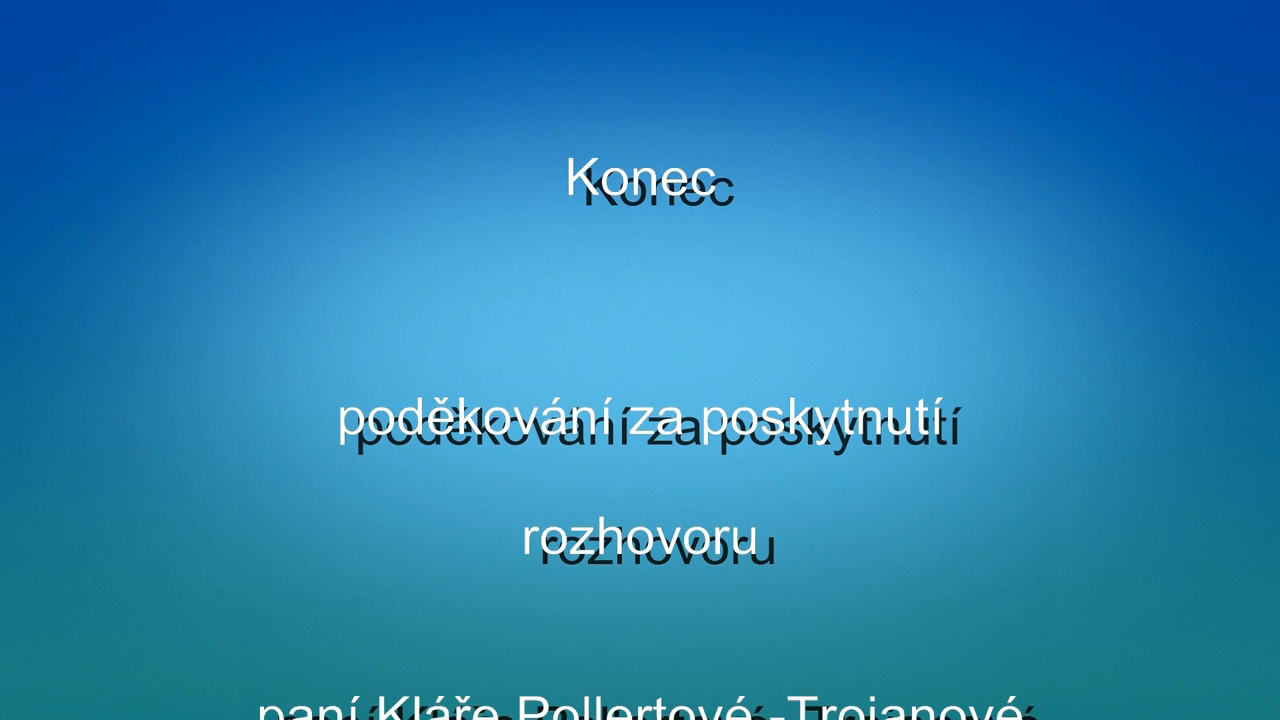 Konec
poděkování za poskytnutí
rozhovoru
paní Kláře Pollertové -Trojanové